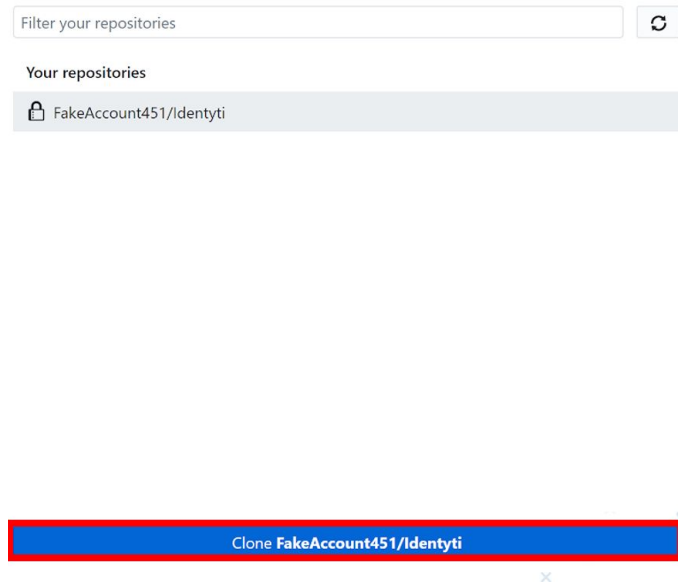 Filter your repositories
Your repositories
FakeAccount451/Identyti
Clone FakeAccount451/Identyti